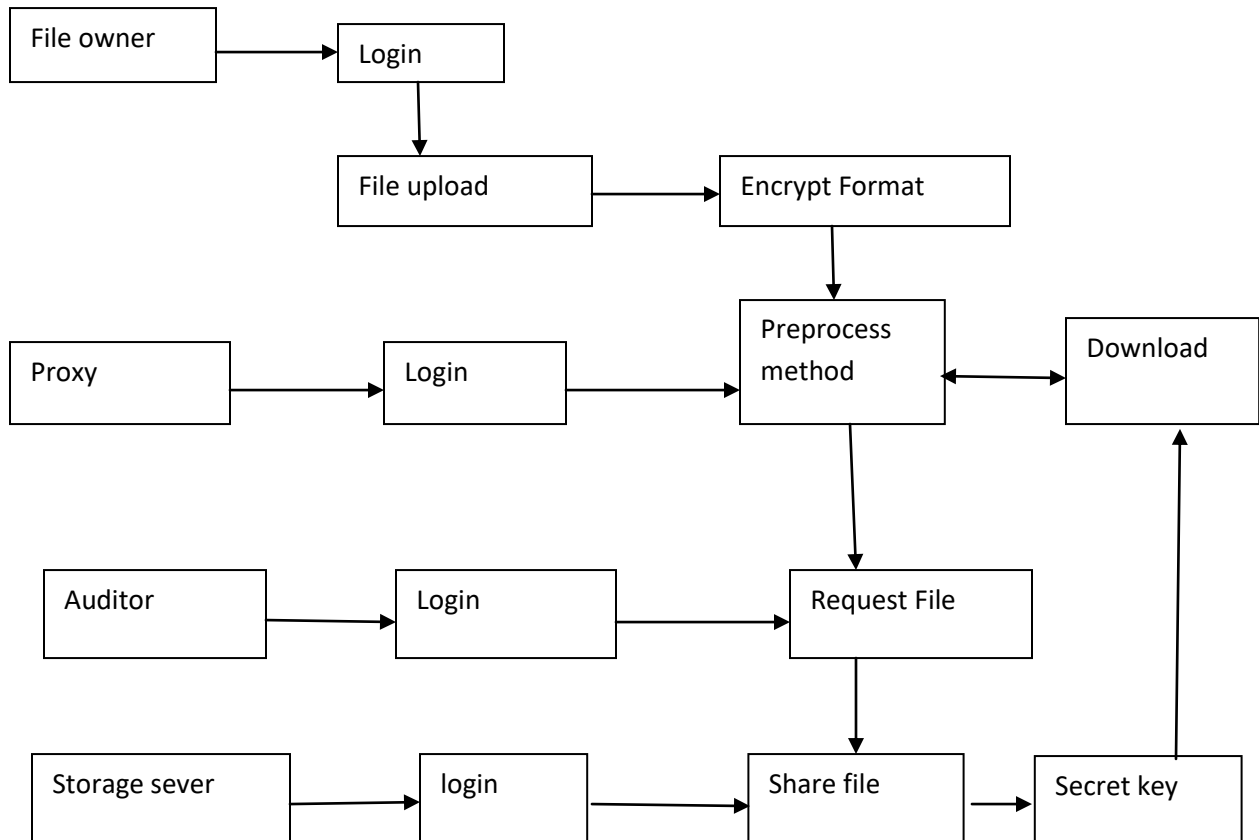 File owner
Login
File upload
Encrypt Format
Preprocess
method
Download
Proxy
Login
Auditor
Login
Request File
Storage sever
login
Share file
Secret key